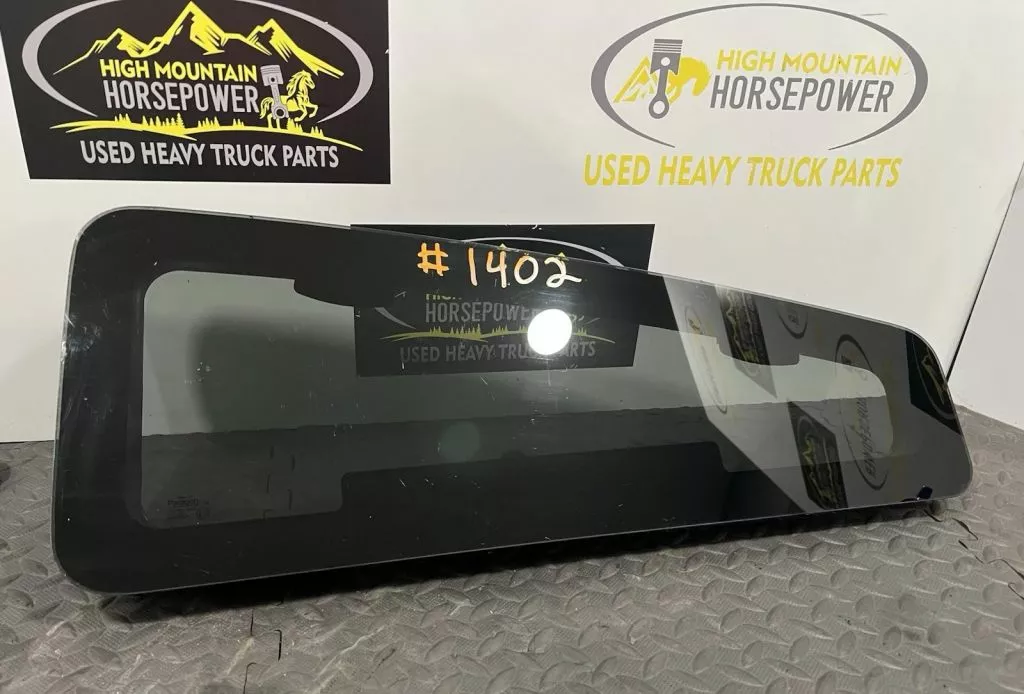 HIGH MOUNTAIN
HORSEPOWER
USED HEAVY TRUCK PARTS
HIGH MOUNTAIN
HORSEPOWER
USED HEAVY TRUCK PARTS
# 1402
HORSEPOWER
USED HEAVY TRUCK PARTS